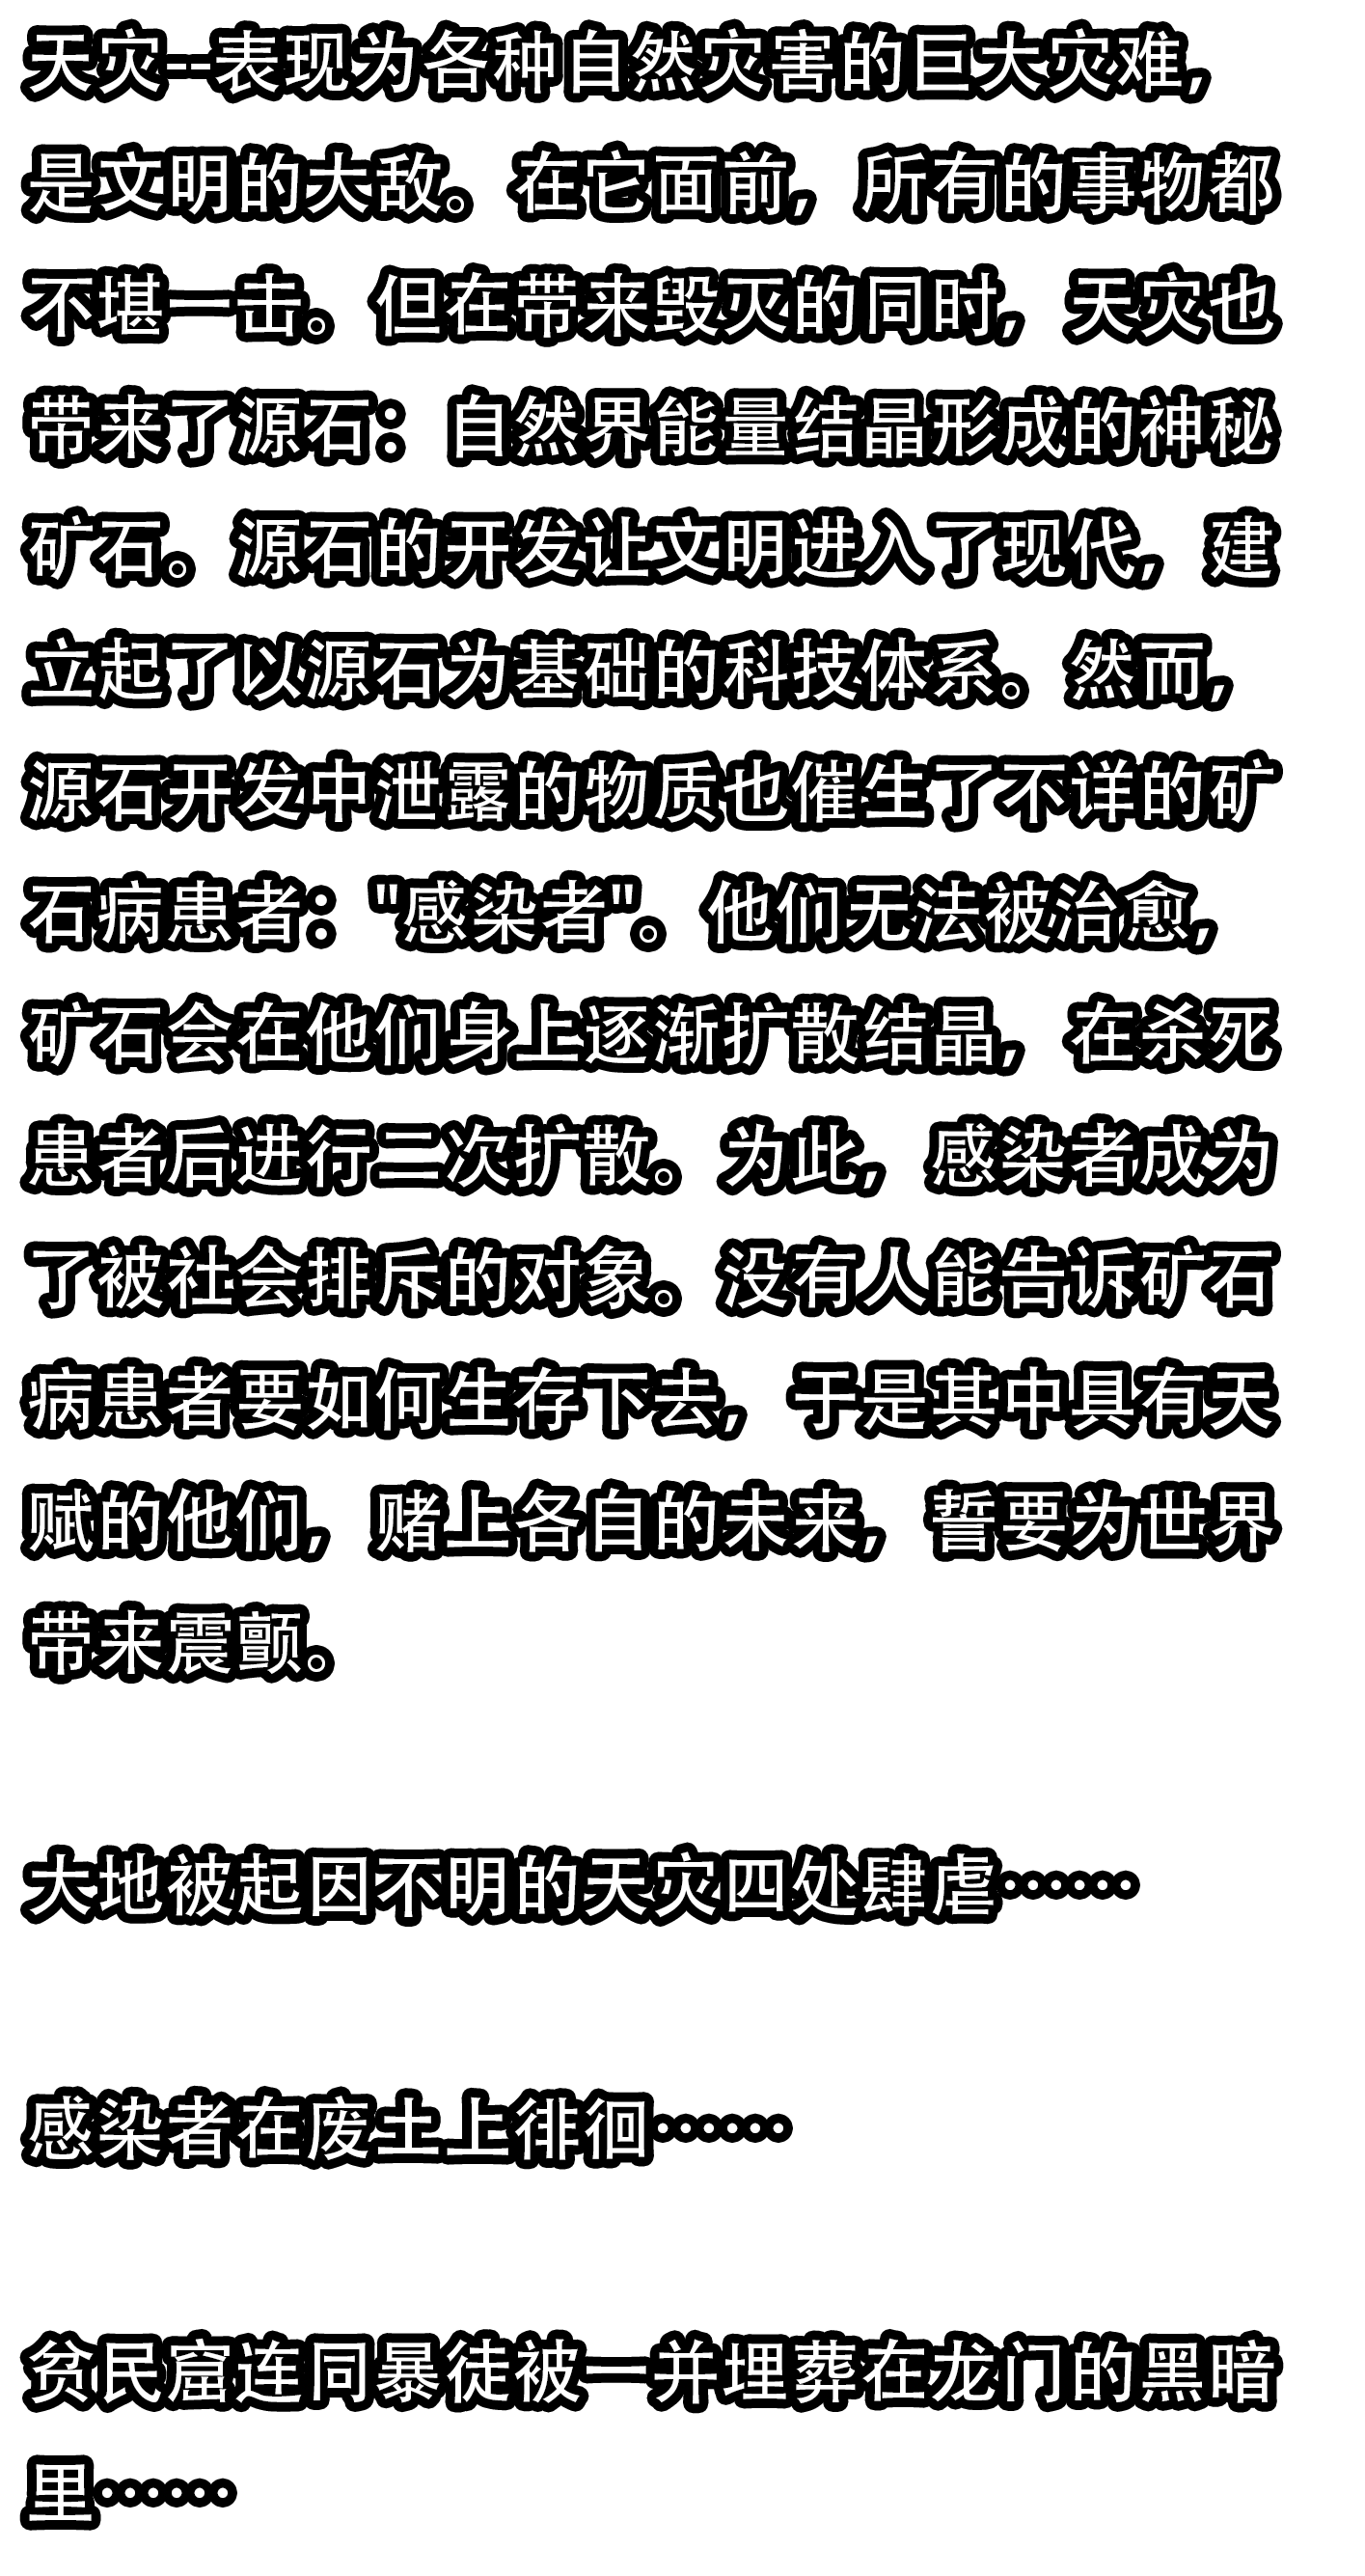 天灾--表现为各种自然灾害的巨大灾难,
是文明的大敌。在它面前，所有的事物都
不堪一击。但在带来毁灭的同时，天灾也
带来了源石：自然界能量结晶形成的神秘
矿石。源石的开发让文明进入了现代，建
立起了以源石为基础的科技体系。然而，
源石开发中泄露的物质也催生了不详的矿
石病患者："感染者"。他们无法被治愈，
矿石会在他们身上逐渐扩散结晶，在杀死
患者后进行二次扩散。为此，感染者成为
了被社会排斥的对象。没有人能告诉矿石
病患者要如何生存下去，于是其中具有天
赋的他们，赌上各自的未来，誓要为世界
带来震颤。
大地被起因不明的天灾四处肆虐……
感染者在废土上徘徊……
贫民窟连同暴徒被一并埋葬在龙门的黑暗
里……